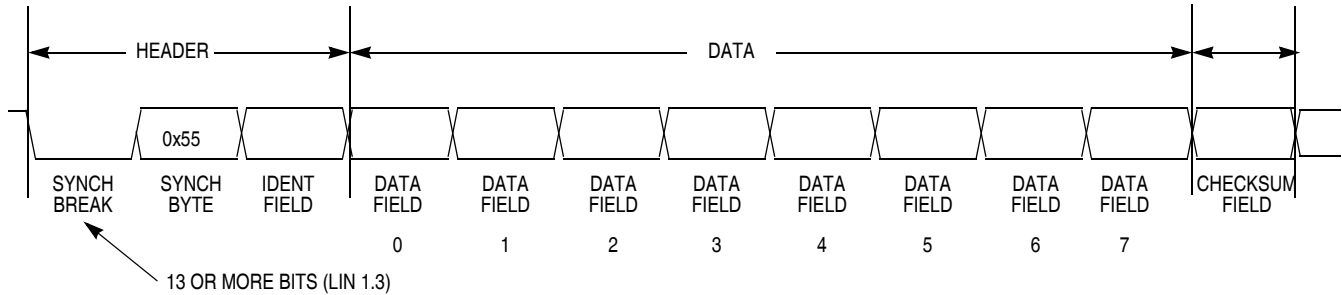 HEADER
DATA
0x55
SYNCH
BREAK
SYNCH
BYTE
IDENT
FIELD
DATA
FIELD
0
DATA
FIELD
1
DATA
FIELD
2
DATA
FIELD
3
DATA
FIELD
4
DATA
FIELD
5
DATA
FIELD
6
DATA
FIELD
7
CHECKSUM
FIELD
13 OR MORE BITS (LIN 1.3)